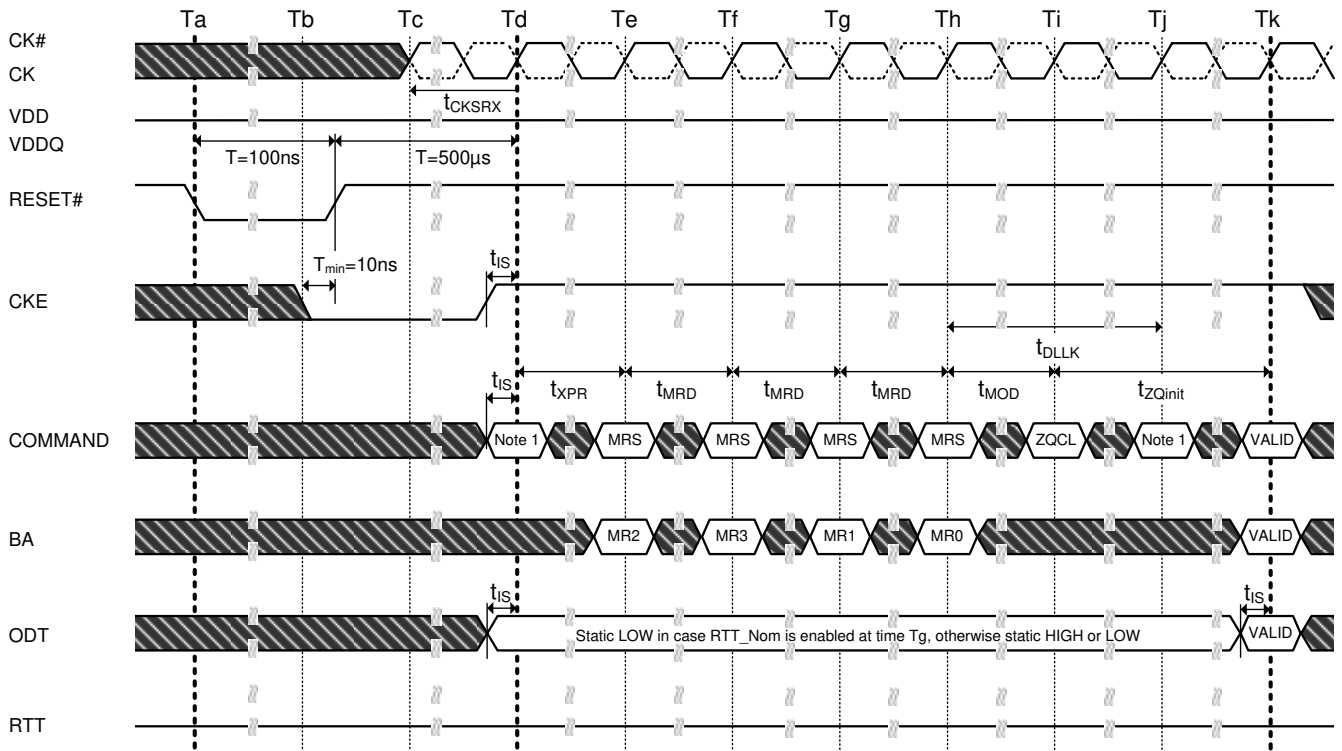 Ta Tb Tc Td Te Tf Tg Th Ti Tj Tk
CK#
CK
tCKSRX
VDD
VDDQ
T=100ns T=500µs
RESET#
Tmin=10ns tIS
CKE
tDLLK
tIS tXPR tMRD tMRD tMRD tMOD tZQinit
COMMAND Note 1 MRS MRS MRS MRS ZQCL Note 1 VALID
BA MR2 MR3 MR1 MR0 VALID
tIS tIS
ODT Static LOW in case RTT_Nom is enabled at time Tg, otherwise static HIGH or LOW VALID
RTT